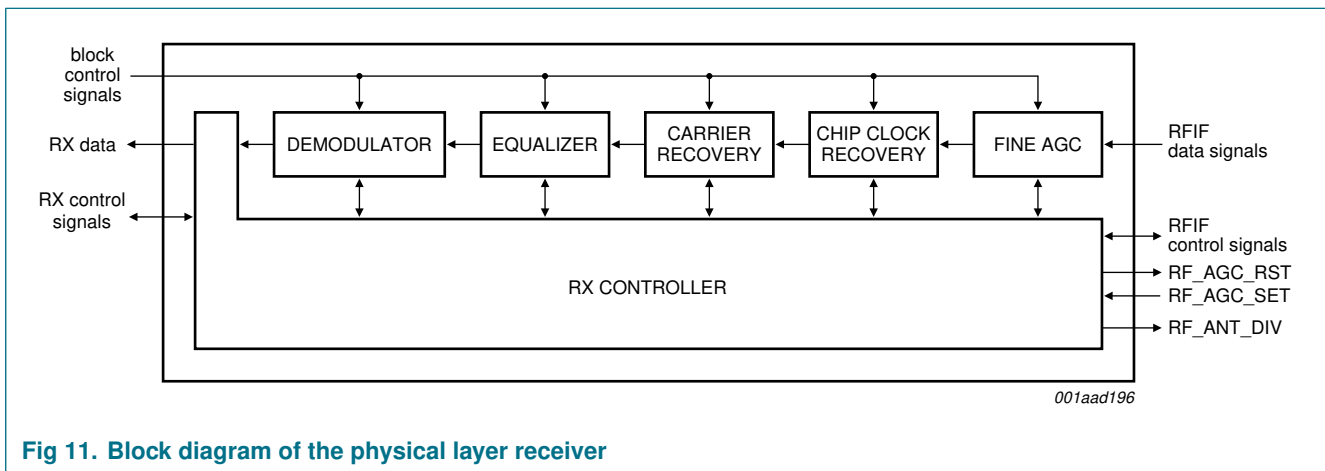 block
control
signals
RX data
RX control
signals
DEMODULATOR
EQUALIZER
CARRIER
RECOVERY
CHIP CLOCK
RECOVERY
FINE AGC
RX CONTROLLER
RFIF
data signals
RFIF
control signals
RF_AGC_RST
RF_AGC_SET
RF_ANT_DIV
001aad196
Fig 11. Block diagram of the physical layer receiver